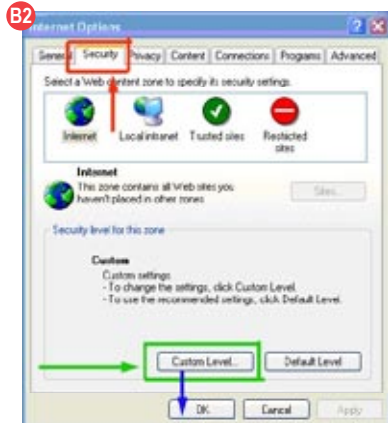 B2
Internet Options
General Security Privacy Content Connections Programs Advanced
Select a Web content zone to specify its security settings.
Internet Local intranet Trusted sites Restricted
sites
Internet
This zone contains all Web sites you
haven't placed in other zones
Sites...
Security level for this zone
Custom
Custom settings
- To change the settings, click Custom Level.
- To use the recommended settings, click Default Level.
Custom Level... Default Level
OK Cancel Apply